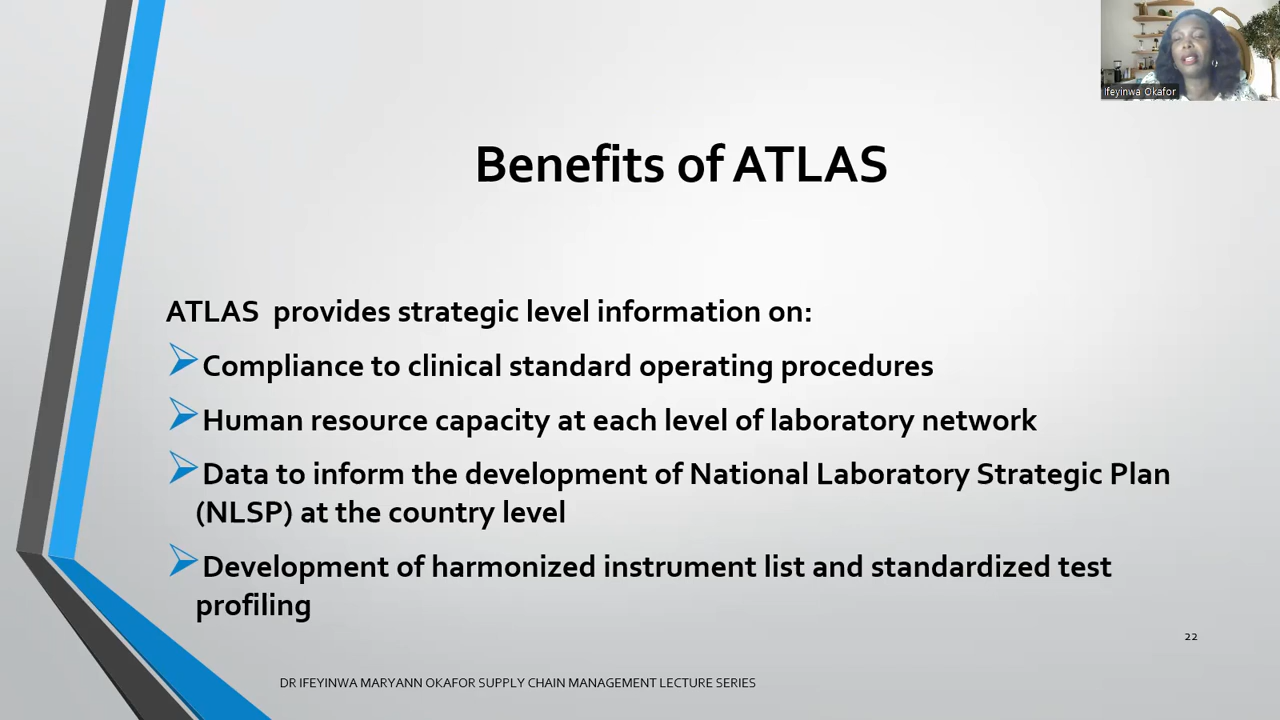 Ifeyinwa Okafor
Benefits of ATLAS
ATLAS provides strategic level information on:
Compliance to clinical standard operating procedures
Human resource capacity at each level of laboratory network
Data to inform the development of National Laboratory Strategic Plan
(NLSP) at the country level
Development of harmonized instrument list and standardized test
profiling
22
DR IFEYINWA MARYANN OKAFOR SUPPLY CHAIN MANAGEMENT LECTURE SERIES